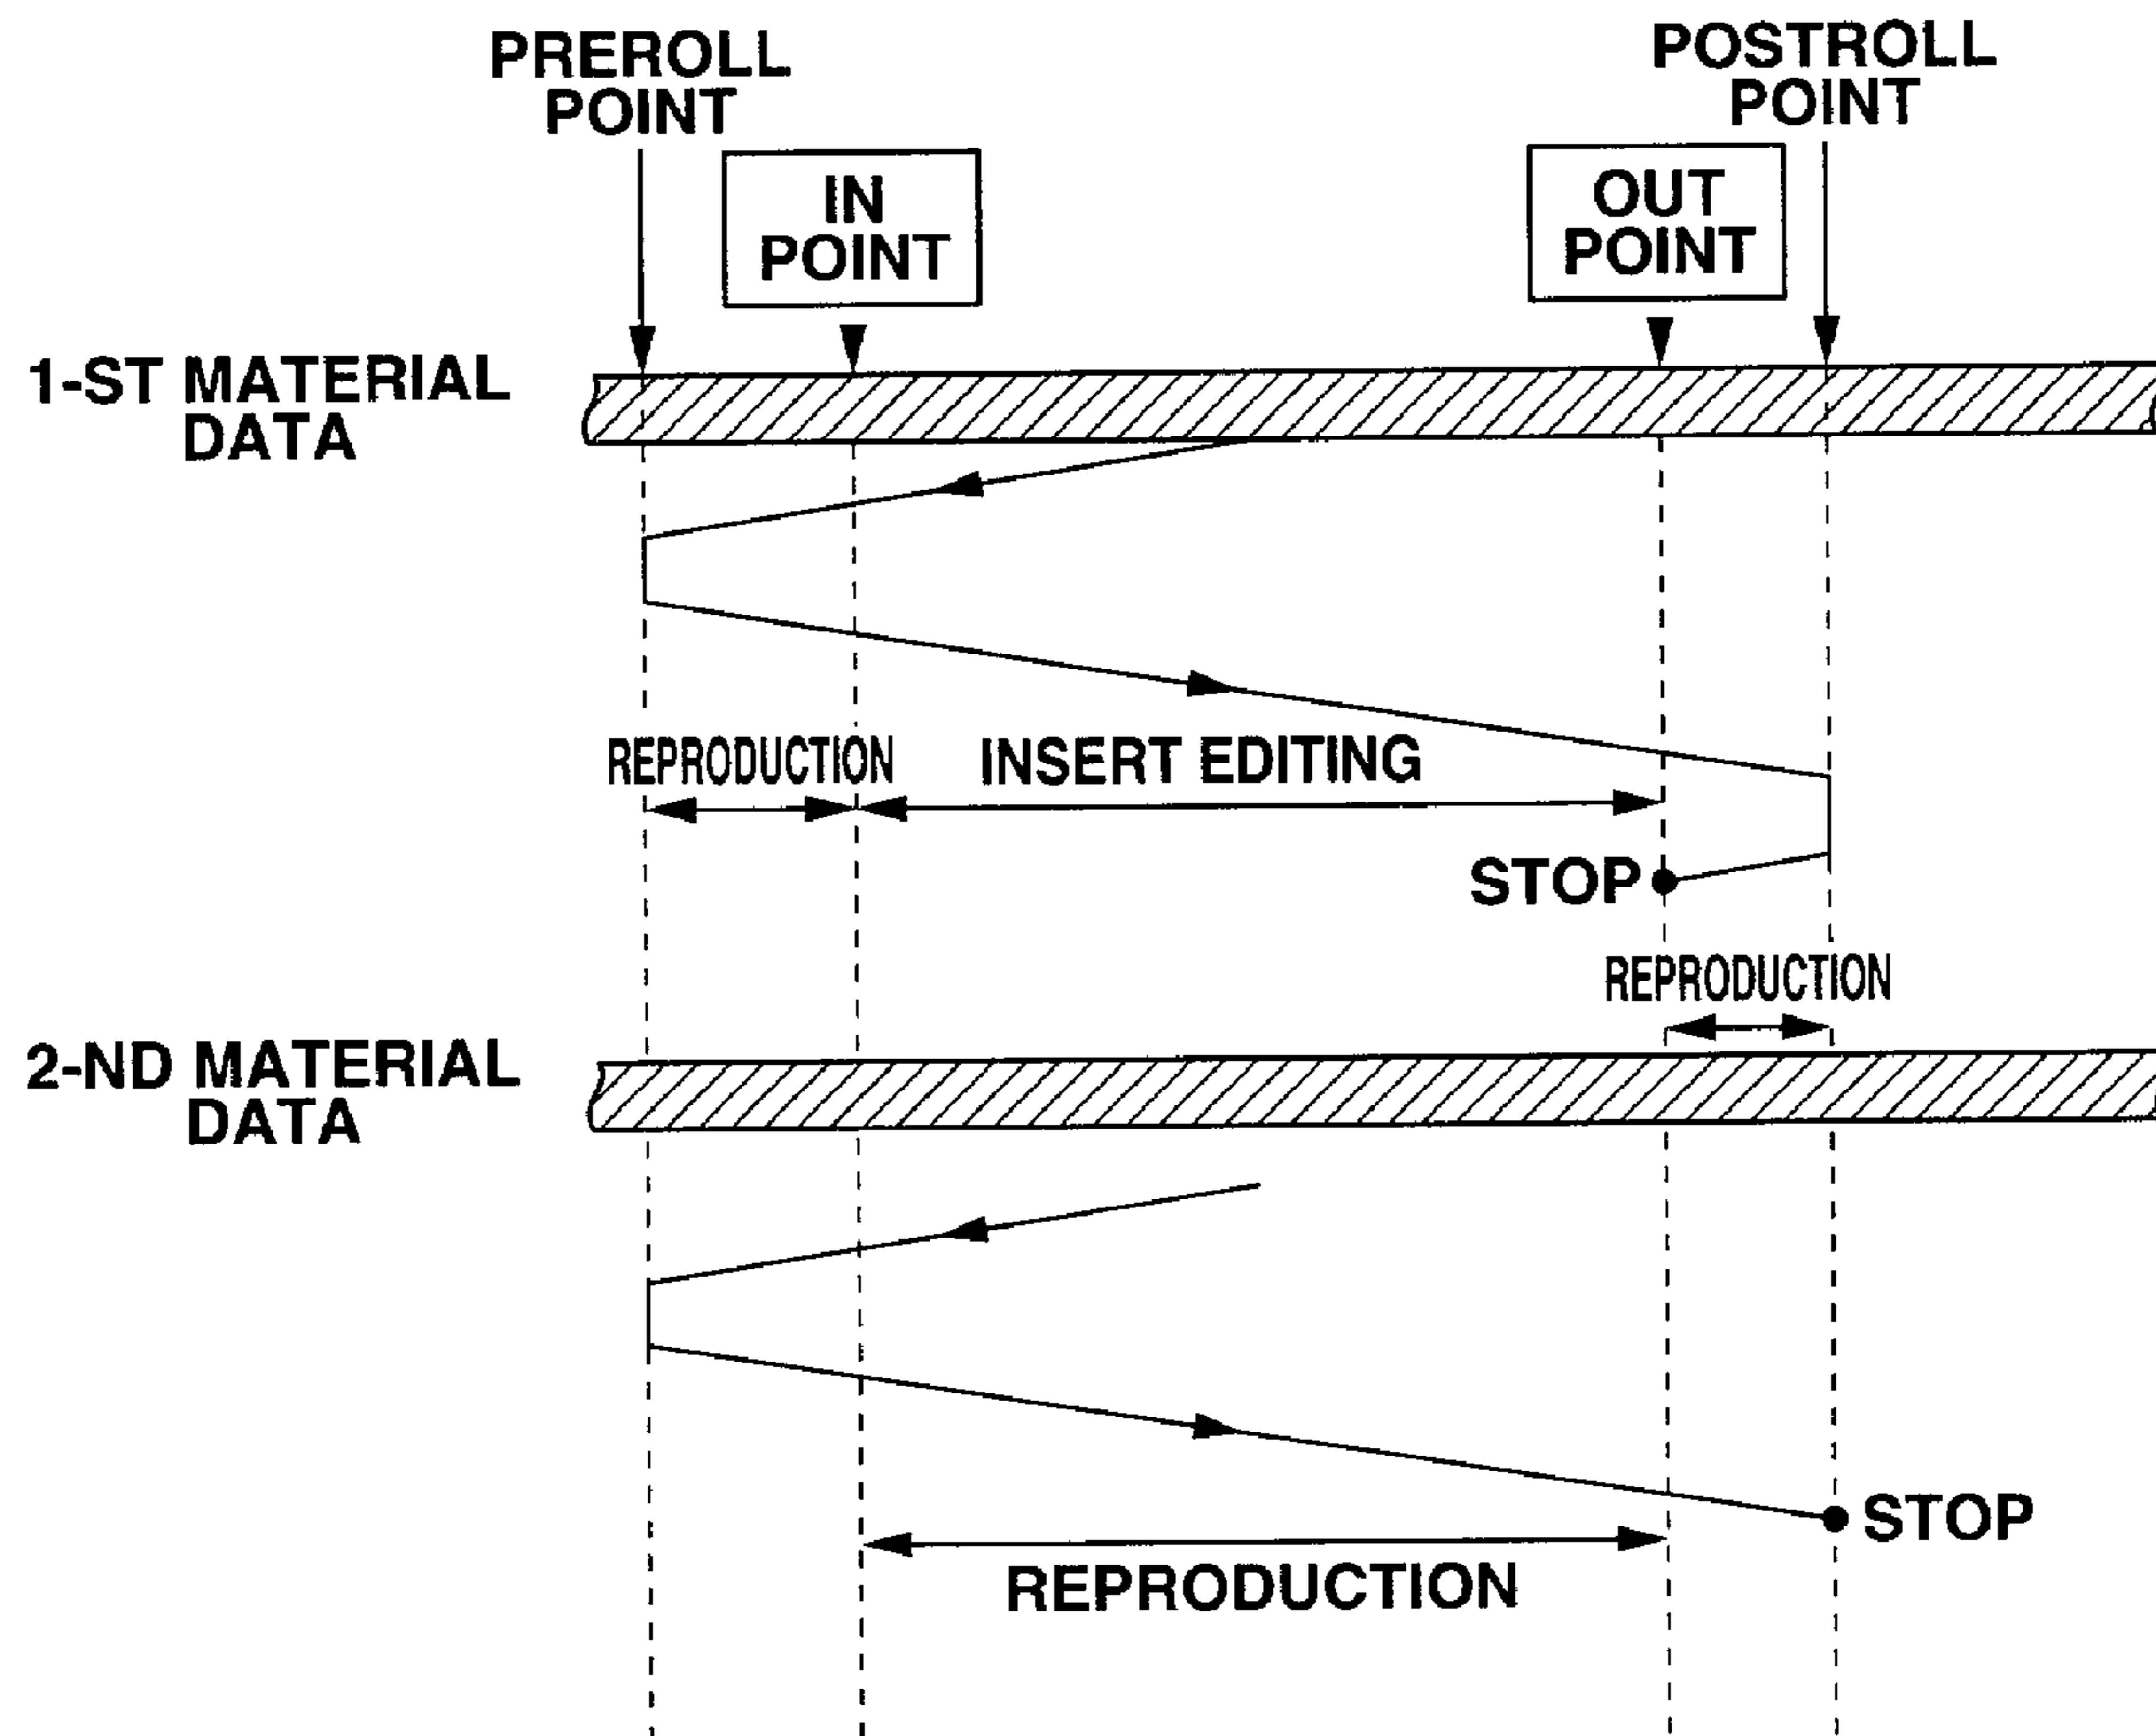 PREROLL
POINT
POSTROLL
POINT
IN
POINT
OUT
POINT
1-ST MATERIAL
DATA
REPRODUCTION
INSERT EDITING
STOP
REPRODUCTION
2-ND MATERIAL
DATA
STOP
REPRODUCTION